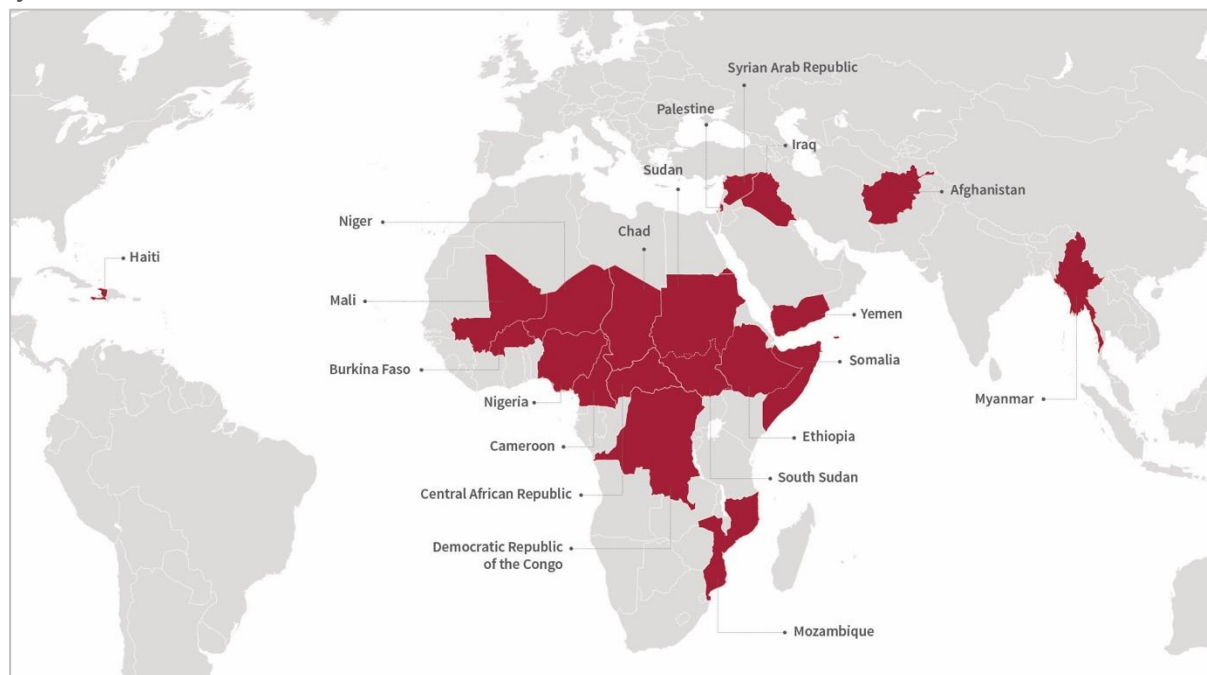 Syrian Arab Republic
Palestine
Iraq
Sudan
Afghanistan
Niger
Chad
Haiti
Mali
Yemen
Burkina Faso
Somalia
Nigeria
Myanmar
Cameroon
Ethiopia
Central African Republic
South Sudan
Democratic Republic
of the Congo
Mozambique